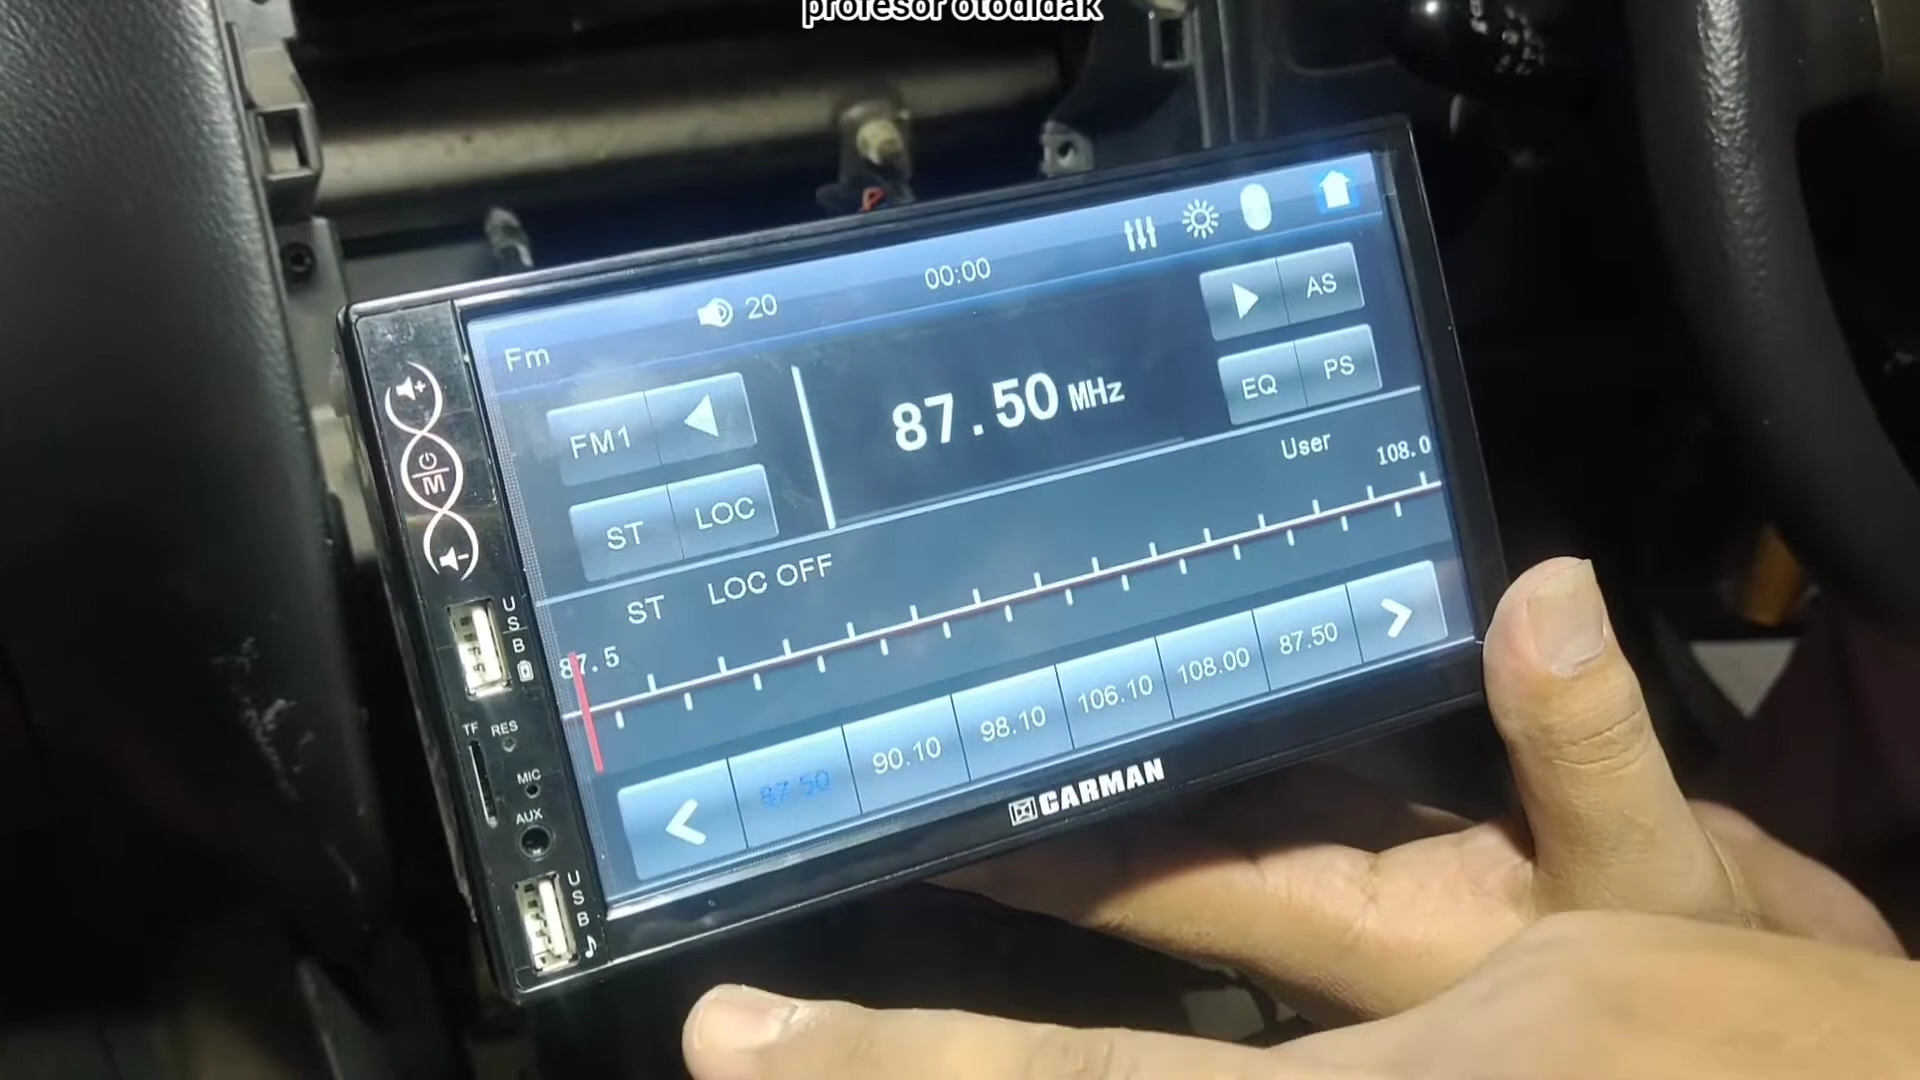 profesor otodidak
00:00
20
Fm
AS
FM1
87.50 MHz
EQ
PS
ST
LOC
User
108.0
ST
LOC OFF
87.5
87.50
90.10
98.10
106.10
108.00
87.50
CARMAN
M
USB
TF
RES
MIC
AUX
USB